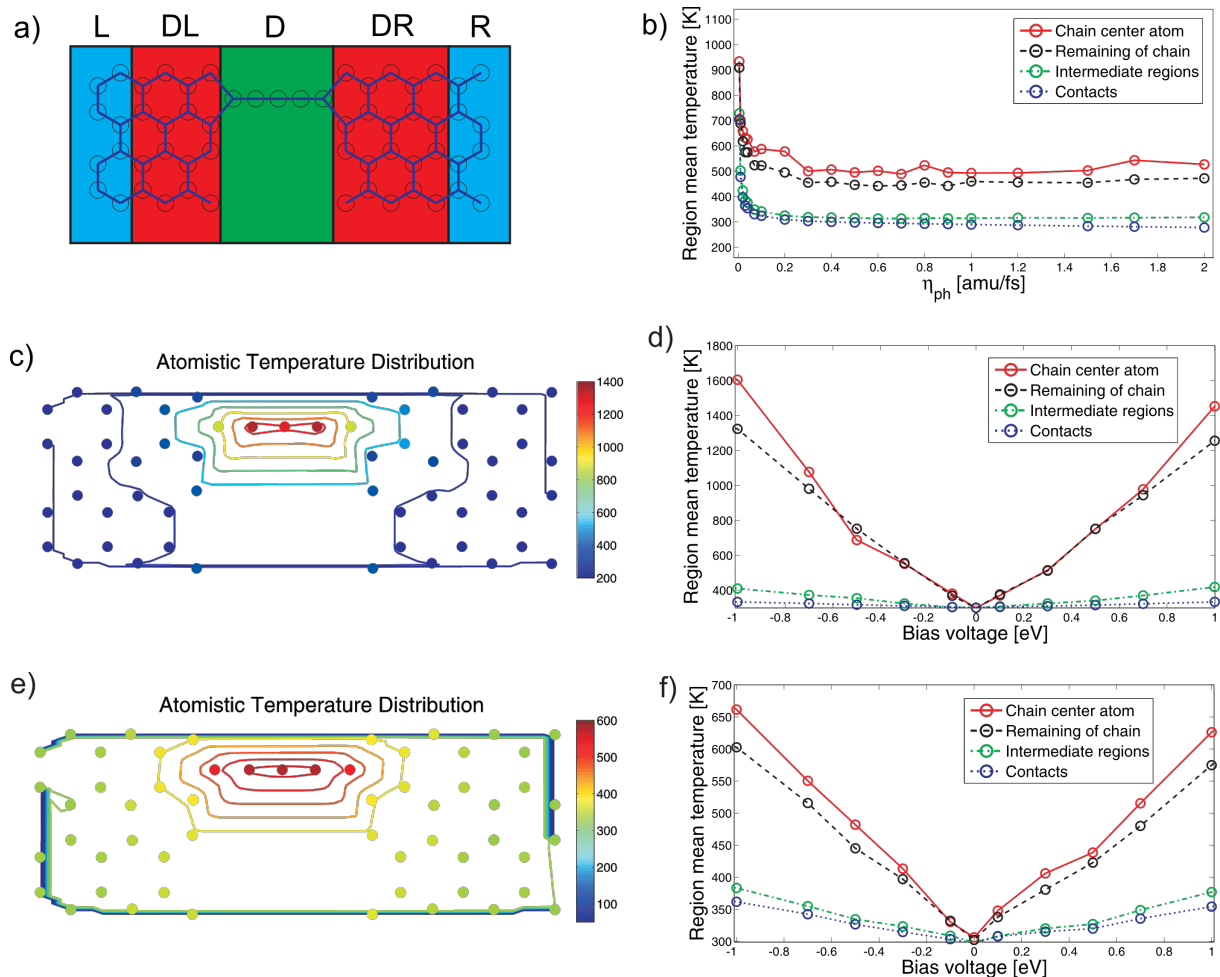 a)
L DL D DR R
b)
Region mean temperature [K]
1100
1000
900
800
700
600
500
400
300
200
0 0.2 0.4 0.6 0.8 1 1.2 1.4 1.6 1.8 2
η_ph [amu/fs]
Chain center atom
Remaining of chain
Intermediate regions
Contacts
c)
Atomistic Temperature Distribution
1400
1200
1000
800
600
400
200
d)
Region mean temperature [K]
1800
1600
1400
1200
1000
800
600
400
-1 -0.8 -0.6 -0.4 -0.2 0 0.2 0.4 0.6 0.8 1
Bias voltage [eV]
Chain center atom
Remaining of chain
Intermediate regions
Contacts
e)
Atomistic Temperature Distribution
600
500
400
300
200
100
f)
Region mean temperature [K]
700
650
600
550
500
450
400
350
300
-1 -0.8 -0.6 -0.4 -0.2 0 0.2 0.4 0.6 0.8 1
Bias voltage [eV]
Chain center atom
Remaining of chain
Intermediate regions
Contacts